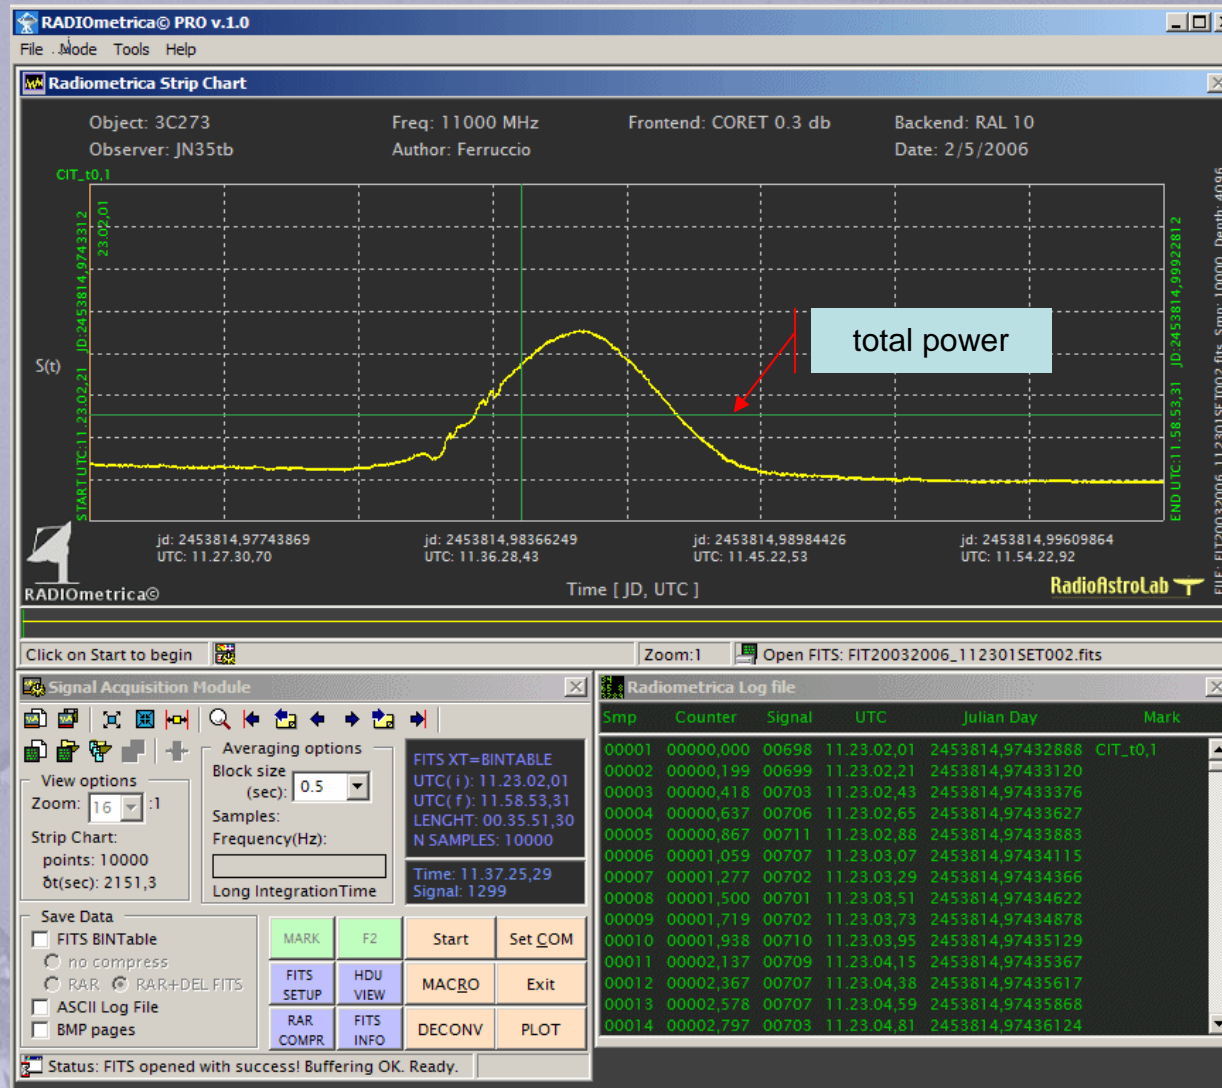 RADIOmetrica© PRO v.1.0
File Mode Tools Help
Radiometrica Strip Chart
Object: 3C273 Freq: 11000 MHz Frontend: CORET 0.3 db Backend: RAL 10
Observer: JN35tb Author: Ferruccio Date: 2/5/2006
CIT_t0,1
23.02,01
START UTC:11.23.02,21 JD:2453814,9743312
S(t)
total power
END UTC:11.58.53,31 JD:2453814,99922812
jd: 2453814,97743869 jd: 2453814,98366249 jd: 2453814,98984426 jd: 2453814,99609864
UTC: 11.27.30,70 UTC: 11.36.28,43 UTC: 11.45.22,53 UTC: 11.54.22,92
Time [ JD, UTC ]
RADIOmetrica©
RadioAstroLab
Click on Start to begin Zoom:1 Open FITS: FIT20032006_112301SET002.fits
Signal Acquisition Module
View options
Zoom: 16 :1
Strip Chart:
points: 10000
δt(sec): 2151,3
Averaging options
Block size
(sec): 0.5
Samples:
Frequency(Hz):
Long IntegrationTime
FITS XT=BINTABLE
UTC( i ): 11.23.02,01
UTC( f ): 11.58.53,31
LENGHT: 00.35.51,30
N SAMPLES: 10000
Time: 11.37.25,29
Signal: 1299
Save Data
FITS BINTable
no compress
RAR RAR+DEL FITS
ASCII Log File
BMP pages
MARK F2 Start Set COM
FITS SETUP HDU VIEW MACRO Exit
RAR COMPR FITS INFO DECONV PLOT
Status: FITS opened with success! Buffering OK. Ready.
Radiometrica Log file
Smp Counter Signal UTC Julian Day Mark
00001 00000,000 00698 11.23.02,01 2453814,97432888 CIT_t0,1
00002 00000,199 00699 11.23.02,21 2453814,97433120
00003 00000,418 00703 11.23.02,43 2453814,97433376
00004 00000,637 00706 11.23.02,65 2453814,97433627
00005 00000,867 00711 11.23.02,88 2453814,97433883
00006 00001,059 00707 11.23.03,07 2453814,97434115
00007 00001,277 00702 11.23.03,29 2453814,97434366
00008 00001,500 00701 11.23.03,51 2453814,97434622
00009 00001,719 00702 11.23.03,73 2453814,97434878
00010 00001,938 00710 11.23.03,95 2453814,97435129
00011 00002,137 00709 11.23.04,15 2453814,97435367
00012 00002,367 00707 11.23.04,38 2453814,97435617
00013 00002,578 00707 11.23.04,59 2453814,97435868
00014 00002,797 00703 11.23.04,81 2453814,97436124